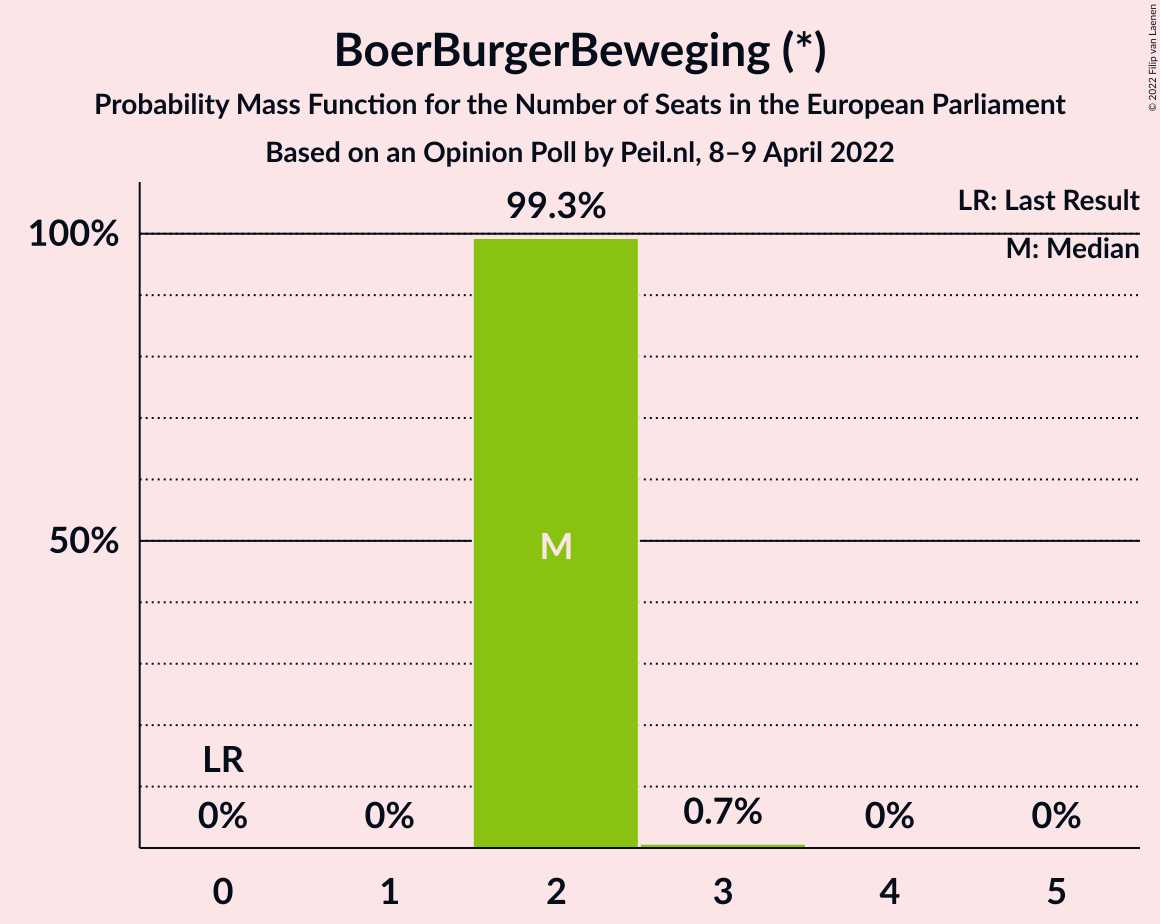 BoerBurgerBeweging (*)
Probability Mass Function for the Number of Seats in the European Parliament
Based on an Opinion Poll by Peil.nl, 8–9 April 2022
© 2022 Filip van Laenen
LR: Last Result
M: Median
99.3%
100%
50%
M
LR
0%
0%
0.7%
0%
0%
0
1
2
3
4
5